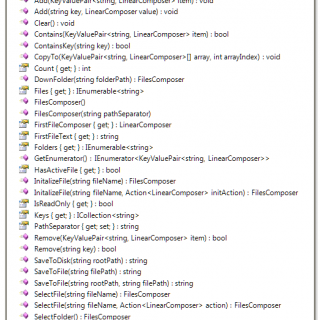 Add(KeyValuePair<string, LinearComposer> item) : void
Add(string key, LinearComposer value) : void
Clear() : void
Contains(KeyValuePair<string, LinearComposer> item) : bool
ContainsKey(string key) : bool
CopyTo(KeyValuePair<string, LinearComposer>[] array, int arrayIndex) : void
Count { get; } : int
DownFolder(string folderPath) : FilesComposer
Files { get; } : IEnumerable<string>
FilesComposer()
FilesComposer(string pathSeparator)
FirstFileComposer { get; } : LinearComposer
FirstFileText { get; } : string
Folders { get; } : IEnumerable<string>
GetEnumerator() : IEnumerator<KeyValuePair<string, LinearComposer>>
HasActiveFile { get; } : bool
InitalizeFile(string fileName) : FilesComposer
InitalizeFile(string fileName, Action<LinearComposer> initAction) : FilesComposer
IsReadOnly { get; } : bool
Keys { get; } : ICollection<string>
PathSeparator { get; set; } : string
Remove(KeyValuePair<string, LinearComposer> item) : bool
Remove(string key) : bool
SaveToDisk(string rootPath) : string
SaveToFile(string filePath) : string
SaveToFile(string rootPath, string filePath) : string
SelectFile(string fileName) : FilesComposer
SelectFile(string fileName, Action<LinearComposer> action) : FilesComposer
SelectFolder() : FilesComposer